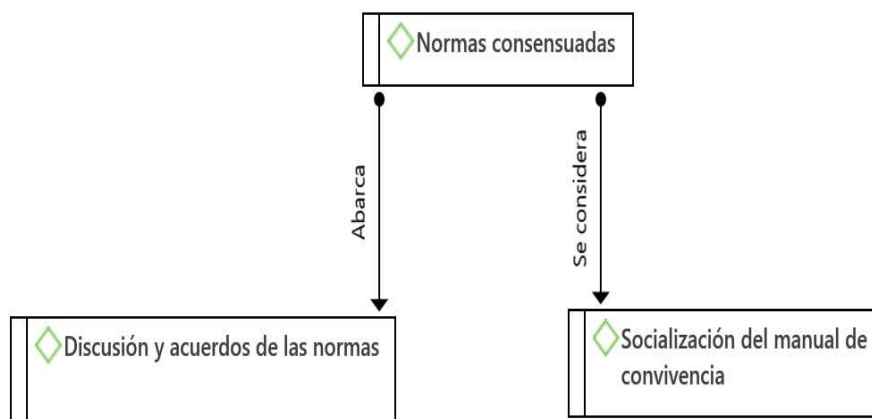 Normas consensuadas
Abarca
Se considera
Discusión y acuerdos de las normas
Socialización del manual de
convivencia